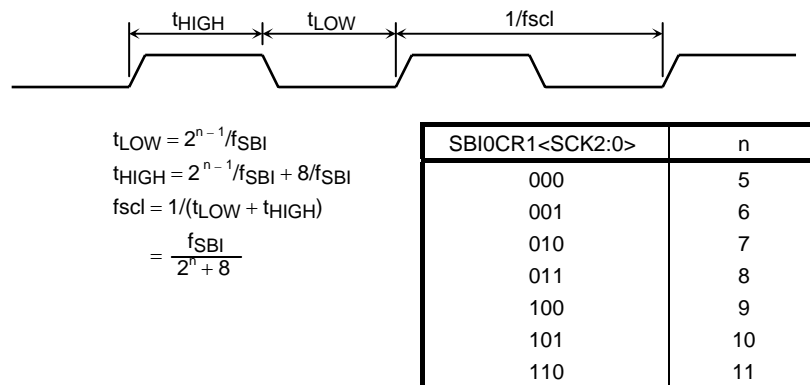 tHIGH tLOW 1/fscl
tLOW = 2^n – 1/fSBI
tHIGH = 2^n – 1/fSBI + 8/fSBI
fscl = 1/(tLOW + tHIGH)
= fSBI
2^n + 8
SBI0CR1<SCK2:0> n
000 5
001 6
010 7
011 8
100 9
101 10
110 11